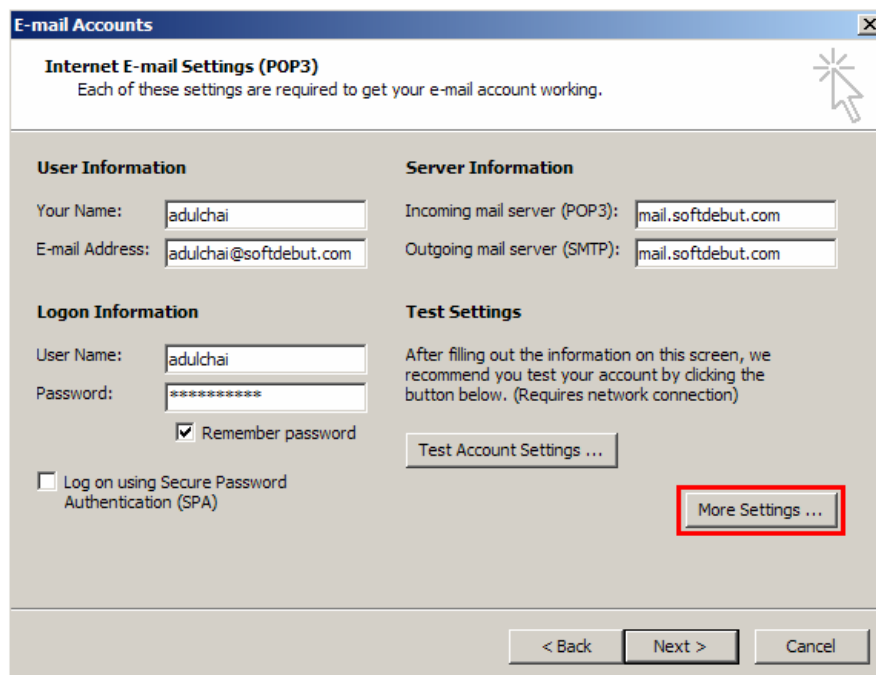 E-mail Accounts
Internet E-mail Settings (POP3)
Each of these settings are required to get your e-mail account working.
User Information
Your Name: adulchai
E-mail Address: adulchai@softdebut.com
Server Information
Incoming mail server (POP3): mail.softdebut.com
Outgoing mail server (SMTP): mail.softdebut.com
Logon Information
User Name: adulchai
Password: **********
Remember password
Log on using Secure Password
Authentication (SPA)
Test Settings
After filling out the information on this screen, we
recommend you test your account by clicking the
button below. (Requires network connection)
Test Account Settings ...
More Settings ...
< Back Next > Cancel